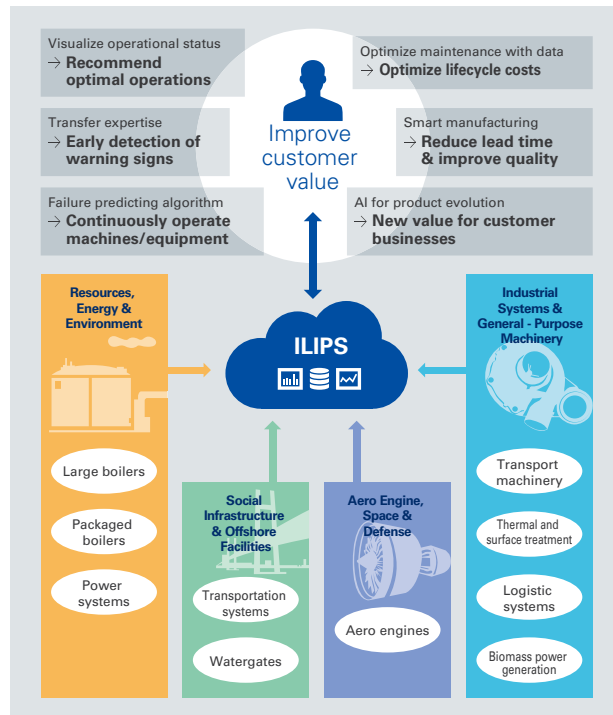 Visualize operational status
→ Recommend
optimal operations
Optimize maintenance with data
→ Optimize lifecycle costs
Transfer expertise
→ Early detection of
warning signs
Smart manufacturing
→ Reduce lead time
& improve quality
Improve
customer
value
Failure predicting algorithm
→ Continuously operate
machines/equipment
AI for product evolution
→ New value for customer
businesses
Resources,
Energy &
Environment
Industrial
Systems &
General - Purpose
Machinery
ILIPS
Large boilers
Packaged
boilers
Power
systems
Social
Infrastructure
& Offshore
Facilities
Transportation
systems
Watergates
Aero Engine,
Space &
Defense
Aero engines
Transport
machinery
Thermal and
surface treatment
Logistic
systems
Biomass power
generation